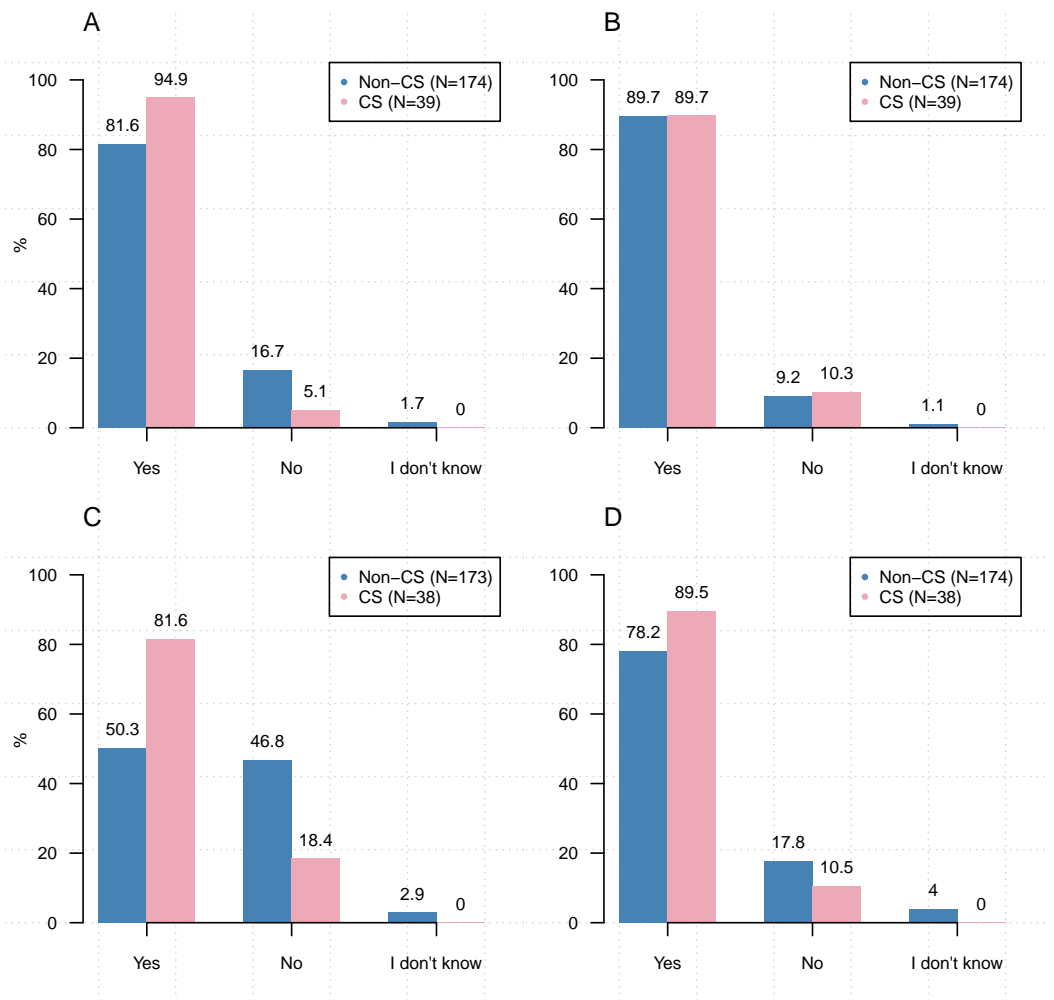 A
Non−CS (N=174)
CS (N=39)
%
100
80
60
40
20
0
81.6
94.9
16.7
5.1
1.7
0
Yes
No
I don't know
B
Non−CS (N=174)
CS (N=39)
100
80
60
40
20
0
89.7
89.7
9.2
10.3
1.1
0
Yes
No
I don't know
C
Non−CS (N=173)
CS (N=38)
%
100
80
60
40
20
0
50.3
81.6
46.8
18.4
2.9
0
Yes
No
I don't know
D
Non−CS (N=174)
CS (N=38)
100
80
60
40
20
0
78.2
89.5
17.8
10.5
4
0
Yes
No
I don't know